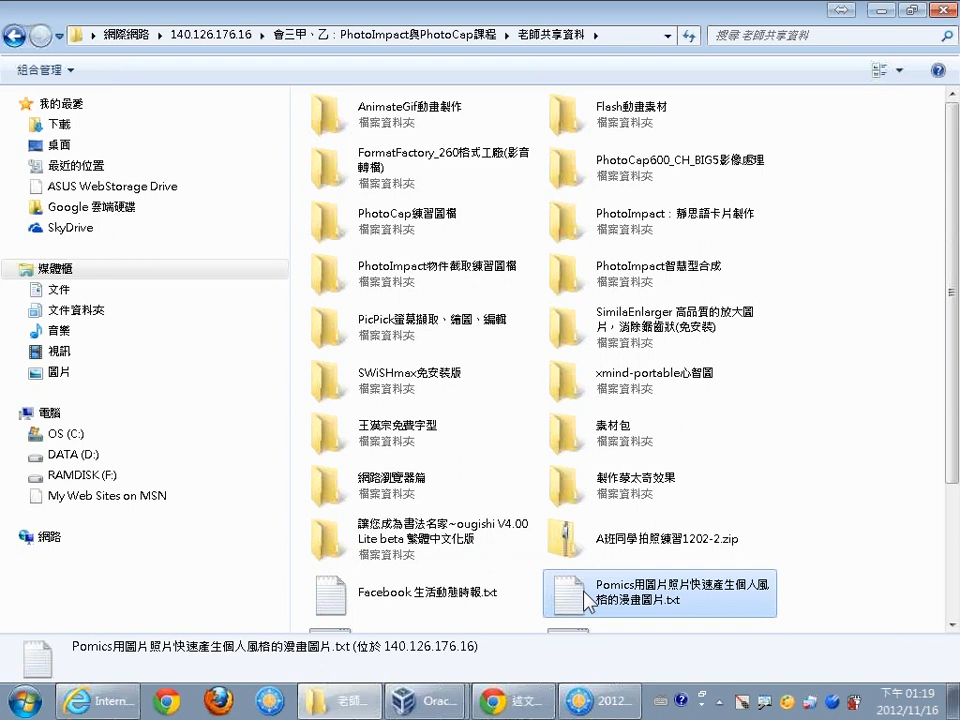 網際網路 ▸ 140.126.176.16 ▸ 會三甲、乙：PhotoImpact與PhotoCap課程 ▸ 老師共享資料 ▸
搜尋 老師共享資料
組合管理
我的最愛
下載
桌面
最近的位置
ASUS WebStorage Drive
Google 雲端硬碟
SkyDrive
媒體櫃
文件
文件資料夾
音樂
視訊
圖片
電腦
OS (C:)
DATA (D:)
RAMDISK (F:)
My Web Sites on MSN
網路
AnimateGif動畫製作
檔案資料夾
Flash動畫素材
檔案資料夾
FormatFactory_260格式工廠(影音
轉檔)
檔案資料夾
PhotoCap600_CH_BIG5影像處理
檔案資料夾
PhotoCap練習圖檔
檔案資料夾
PhotoImpact：靜思語卡片製作
檔案資料夾
PhotoImpact物件截取練習圖檔
檔案資料夾
PhotoImpact智慧型合成
檔案資料夾
PicPick螢幕擷取、繪圖、編輯
檔案資料夾
SimilaEnlarger 高品質的放大圖
片，消除鋸齒狀(免安裝)
檔案資料夾
SWiSHmax免安裝版
檔案資料夾
xmind-portable心智圖
檔案資料夾
王漢宗免費字型
檔案資料夾
素材包
檔案資料夾
網路瀏覽器篇
檔案資料夾
製作蒙太奇效果
檔案資料夾
讓您成為書法名家~ougishi V4.00
Lite beta 繁體中文化版
檔案資料夾
A班同學拍照練習1202-2.zip
Facebook 生活動態時報.txt
Pomics用圖片照片快速產生個人風
格的漫畫圖片.txt
Pomics用圖片照片快速產生個人風格的漫畫圖片.txt (位於 140.126.176.16)
Intern...
老師...
Orac...
述文...
2012...
下午 01:19
2012/11/16